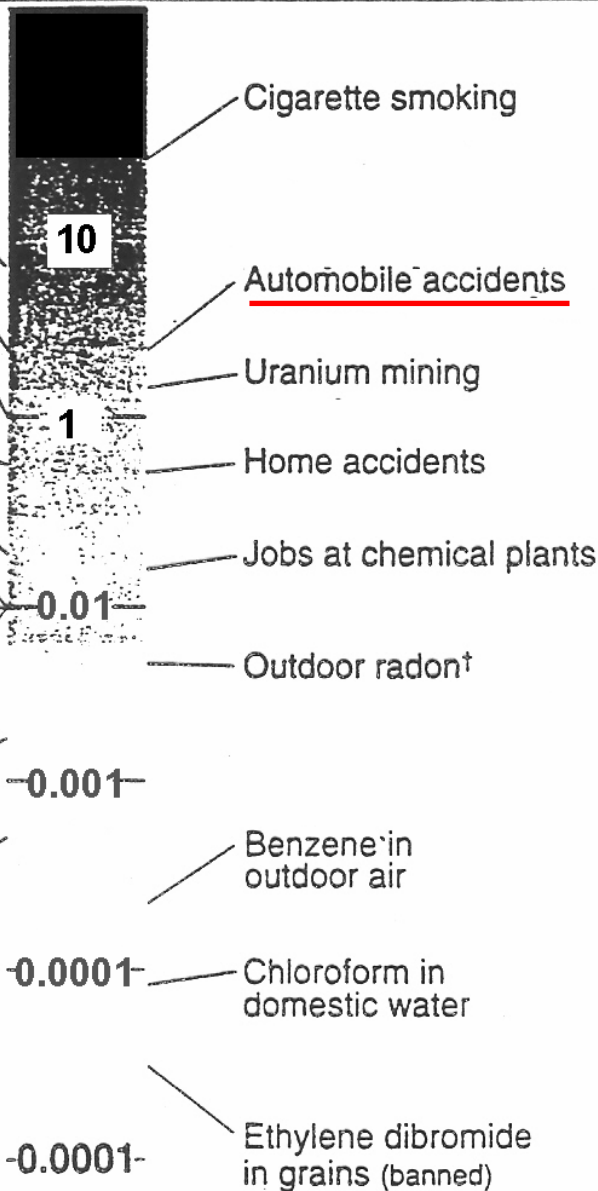 Cigarette smoking
10
Automobile accidents
Uranium mining
1
Home accidents
Jobs at chemical plants
0.01
Outdoor radon†
0.001
Benzene in
outdoor air
0.0001
Chloroform in
domestic water
Ethylene dibromide
0.0001
in grains (banned)